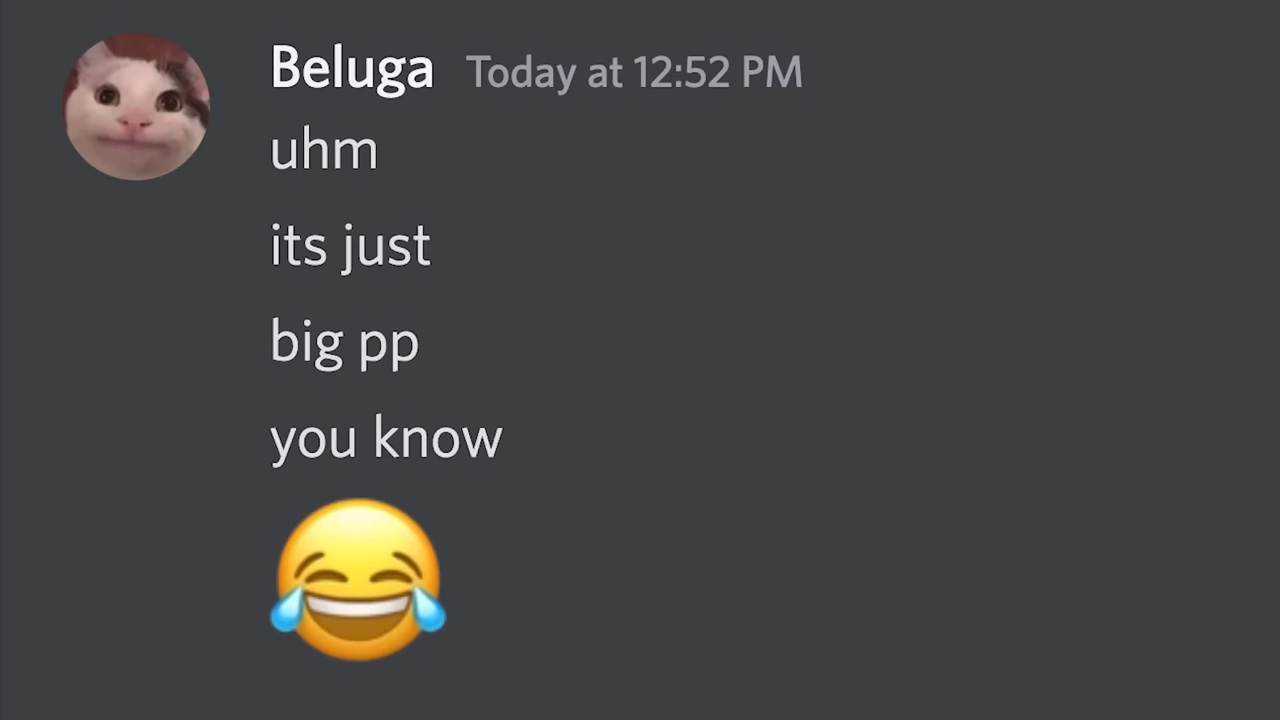 Beluga Today at 12:52 PM
uhm
its just
big pp
you know
😂